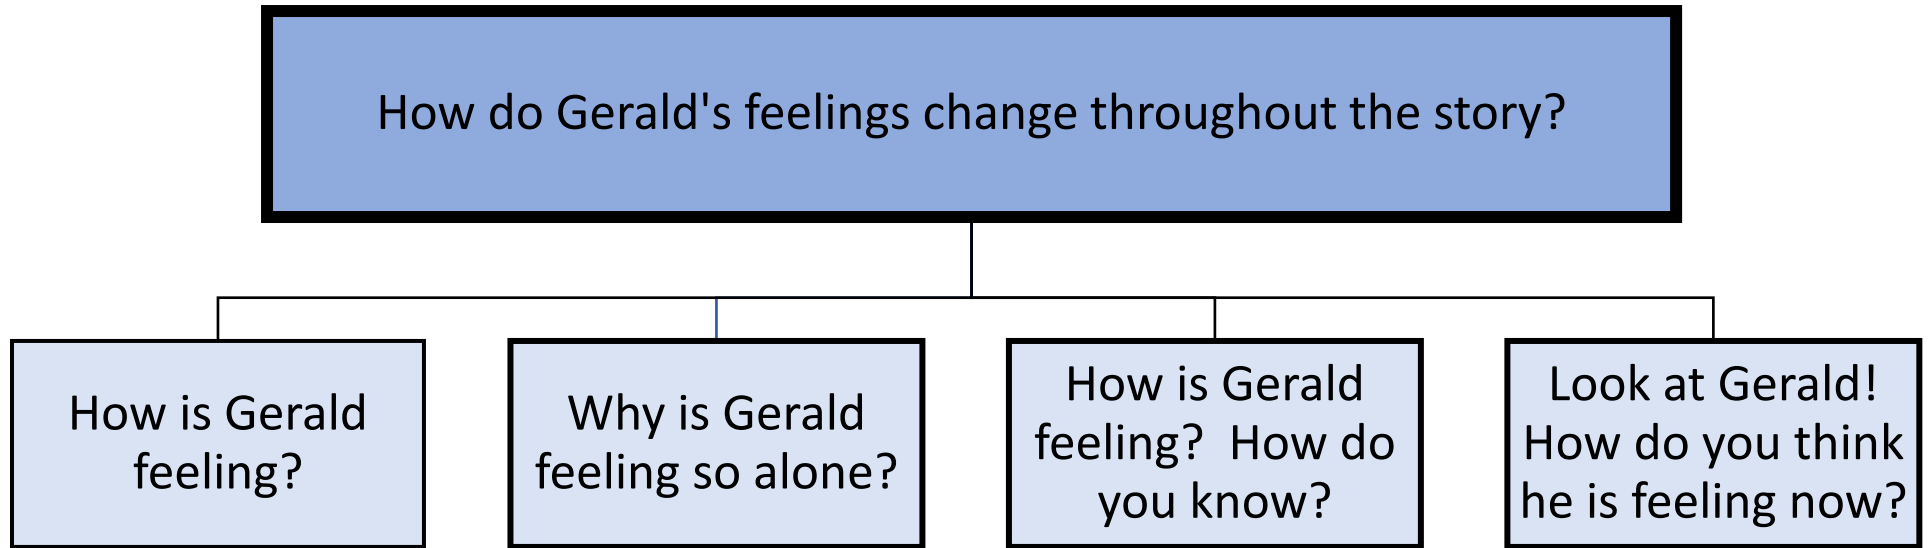 How do Gerald's feelings change throughout the story?
How is Gerald
feeling?
Why is Gerald
feeling so alone?
How is Gerald
feeling?  How do
you know?
Look at Gerald!
How do you think
he is feeling now?